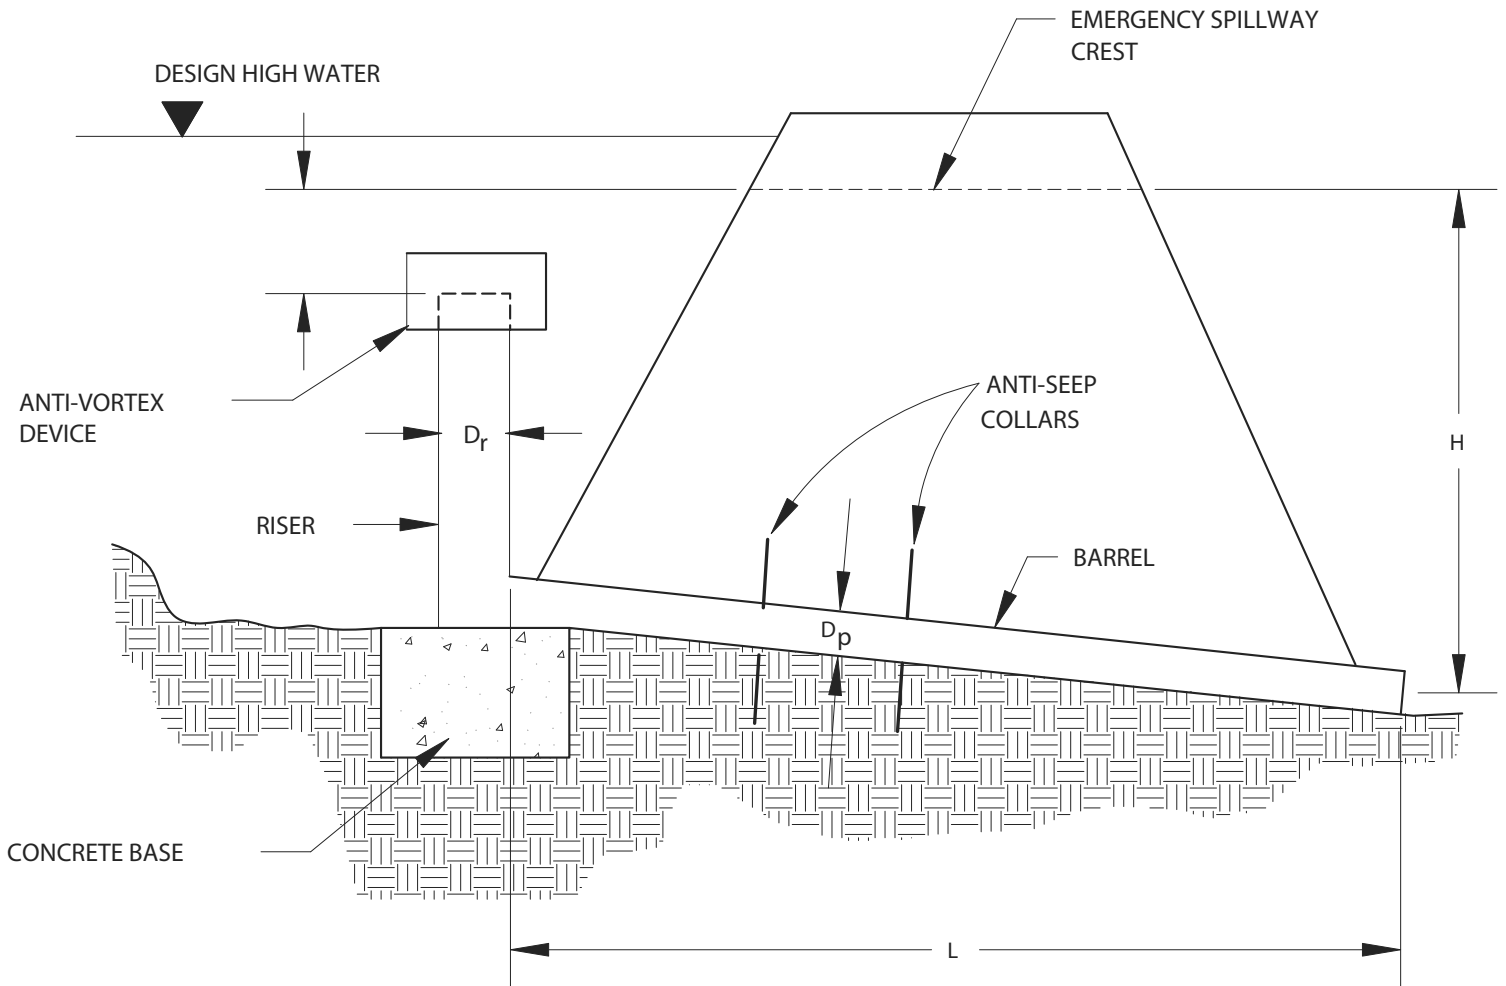 EMERGENCY SPILLWAY
CREST
DESIGN HIGH WATER
ANTI-VORTEX
DEVICE
Dr
ANTI-SEEP
COLLARS
H
RISER
BARREL
Dp
CONCRETE BASE
L